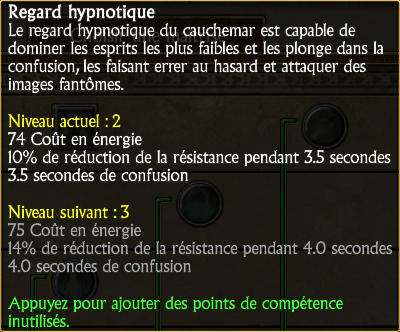 Regard hypnotique
Le regard hypnotique du cauchemar est capable de
dominer les esprits les plus faibles et les plonge dans la
confusion, les faisant errer au hasard et attaquer des
images fantômes.
Niveau actuel : 2
74 Coût en énergie
10% de réduction de la résistance pendant 3.5 secondes
3.5 secondes de confusion
Niveau suivant : 3
75 Coût en énergie
14% de réduction de la résistance pendant 4.0 secondes
4.0 secondes de confusion
Appuyez pour ajouter des points de compétence
inutilisés.